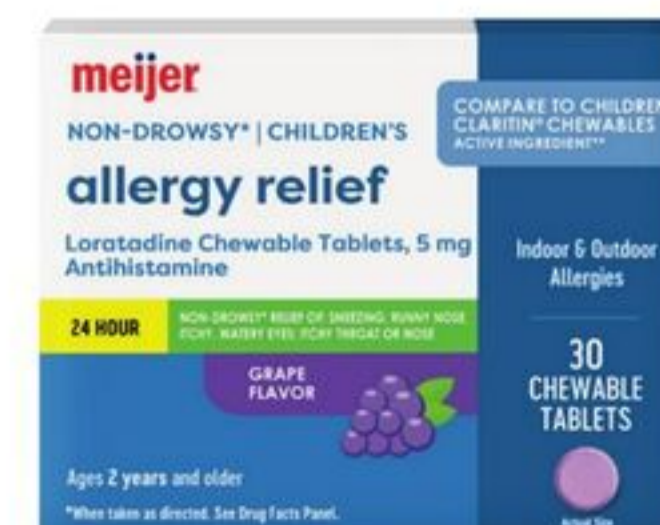 meijer
NON-DROWSY* | CHILDREN'S
allergy relief
Loratadine Chewable Tablets, 5 mg
Antihistamine
24 HOUR
NON-DROWSY* RELIEF OF: SNEEZING, RUNNY NOSE
ITCHY, WATERY EYES; ITCHY THROAT OR NOSE
GRAPE
FLAVOR
Ages 2 years and older
*When taken as directed. See Drug Facts Panel.
COMPARE TO CHILDREN
CLARITIN® CHEWABLES
ACTIVE INGREDIENT**
Indoor & Outdoor
Allergies
30
CHEWABLE
TABLETS